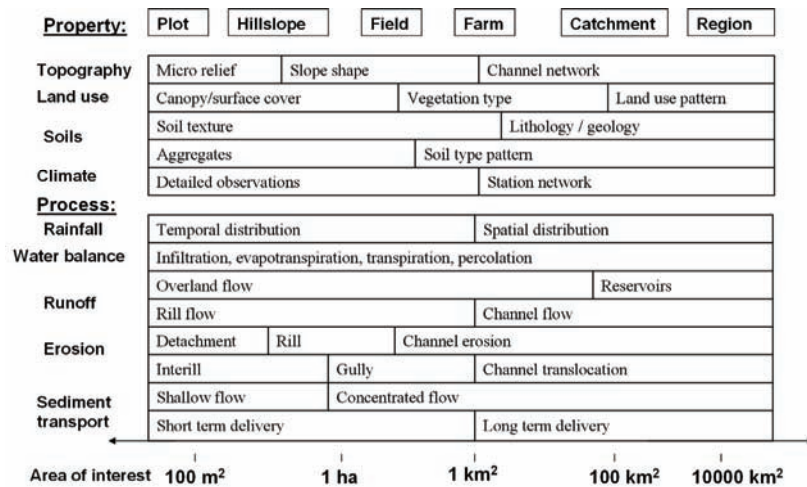 Property: Plot Hillslope Field Farm Catchment Region
Topography Micro relief Slope shape Channel network
Land use Canopy/surface cover Vegetation type Land use pattern
Soils
Soil texture Lithology / geology
Aggregates Soil type pattern
Climate Detailed observations Station network
Process:
Rainfall Temporal distribution Spatial distribution
Water balance Infiltration, evapotranspiration, transpiration, percolation
Runoff
Overland flow Reservoirs
Rill flow Channel flow
Erosion
Detachment Rill Channel erosion
Interill Gully Channel translocation
Sediment
transport
Shallow flow Concentrated flow
Short term delivery Long term delivery
Area of interest 100 m² 1 ha 1 km² 100 km² 10000 km²